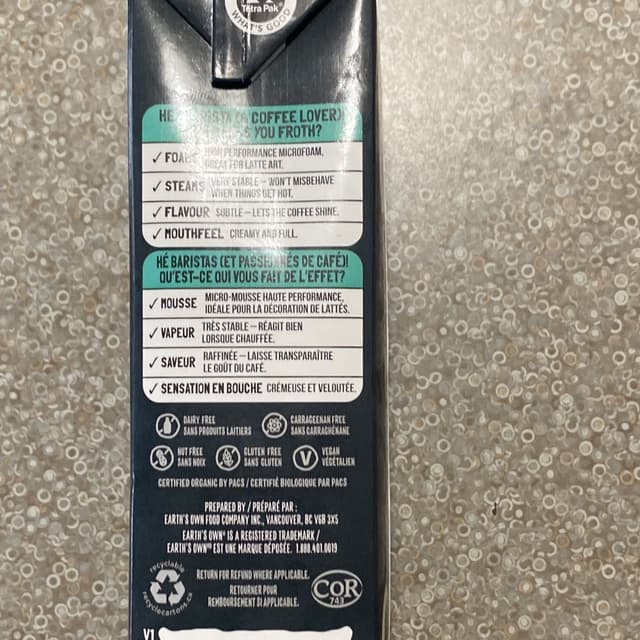 Tetra Pak®
WHAT'S GOOD
COFFEE LOVER)!
YOU FROTH?
✓ FOAMS HIGH PERFORMANCE MICROFOAM,
GREAT FOR LATTE ART.
✓ STEAMS VERY STABLE – WON'T MISBEHAVE
WHEN THINGS GET HOT.
✓ FLAVOUR SUBTLE – LETS THE COFFEE SHINE.
✓ MOUTHFEEL CREAMY AND FULL.
HÉ BARISTAS (ET PASSIONNÉS DE CAFÉ)!
QU'EST-CE QUI VOUS FAIT DE L'EFFET?
✓ MOUSSE MICRO-MOUSSE HAUTE PERFORMANCE,
IDÉALE POUR LA DÉCORATION DE LATTÉS.
✓ VAPEUR TRÈS STABLE – RÉAGIT BIEN
LORSQUE CHAUFFÉE.
✓ SAVEUR RAFFINÉE – LAISSE TRANSPARAÎTRE
LE GOÛT DU CAFÉ.
✓ SENSATION EN BOUCHE CRÉMEUSE ET VELOUTÉE.
DAIRY FREE
SANS PRODUITS LAITIERS
CARRAGEENAN FREE
SANS CARRAGHÉNANE
NUT FREE
SANS NOIX
GLUTEN FREE
SANS GLUTEN
V
VEGAN
VÉGÉTALIEN
CERTIFIED ORGANIC BY PACS / CERTIFIÉ BIOLOGIQUE PAR PACS
PREPARED BY / PRÉPARÉ PAR :
EARTH'S OWN FOOD COMPANY INC., VANCOUVER, BC V6B 3X5
EARTH'S OWN® IS A REGISTERED TRADEMARK /
EARTH'S OWN MD EST UNE MARQUE DÉPOSÉE. 1.888.401.0019
recyclable
recyclecartons.ca
RETURN FOR REFUND WHERE APPLICABLE.
RETOURNER POUR
REMBOURSEMENT SI APPLICABLE.
COR
743
V1